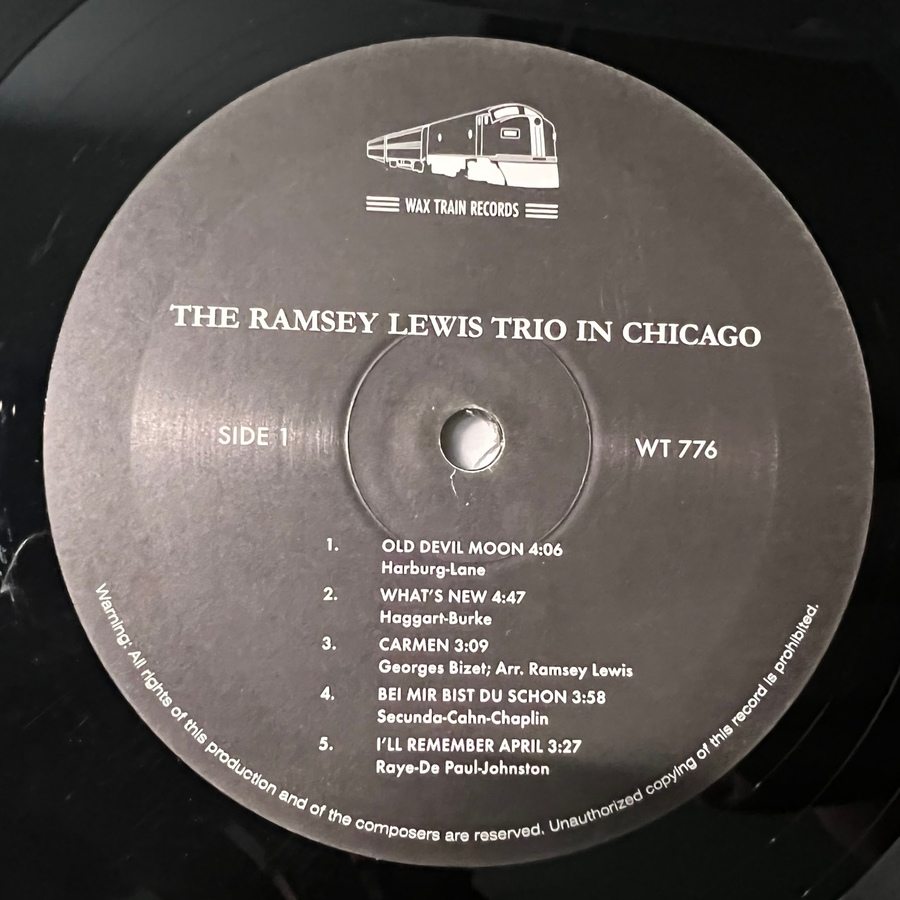 WAX TRAIN RECORDS
THE RAMSEY LEWIS TRIO IN CHICAGO
SIDE 1
WT 776
1. OLD DEVIL MOON 4:06
Harburg-Lane
2. WHAT'S NEW 4:47
Haggart-Burke
3. CARMEN 3:09
Georges Bizet; Arr. Ramsey Lewis
4. BEI MIR BIST DU SCHON 3:58
Secunda-Cahn-Chaplin
5. I'LL REMEMBER APRIL 3:27
Raye-De Paul-Johnston
Warning: All rights of this production and of the composers are reserved. Unauthorized copying of this record is prohibited.